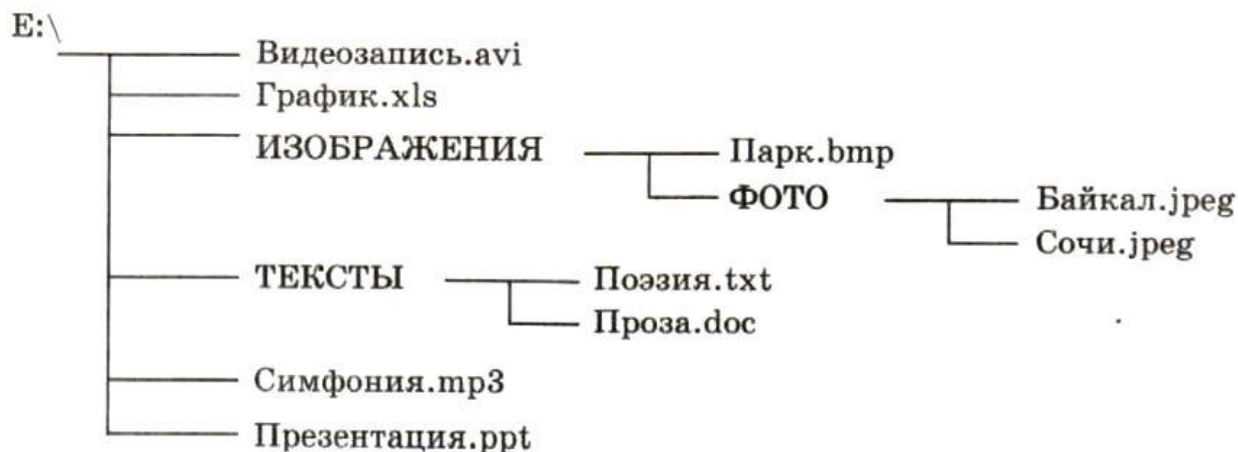 E:\
Видеозапись.avi
График.xls
ИЗОБРАЖЕНИЯ Парк.bmp
ФОТО Байкал.jpeg
Сочи.jpeg
ТЕКСТЫ Поэзия.txt
Проза.doc
Симфония.mp3
Презентация.ppt